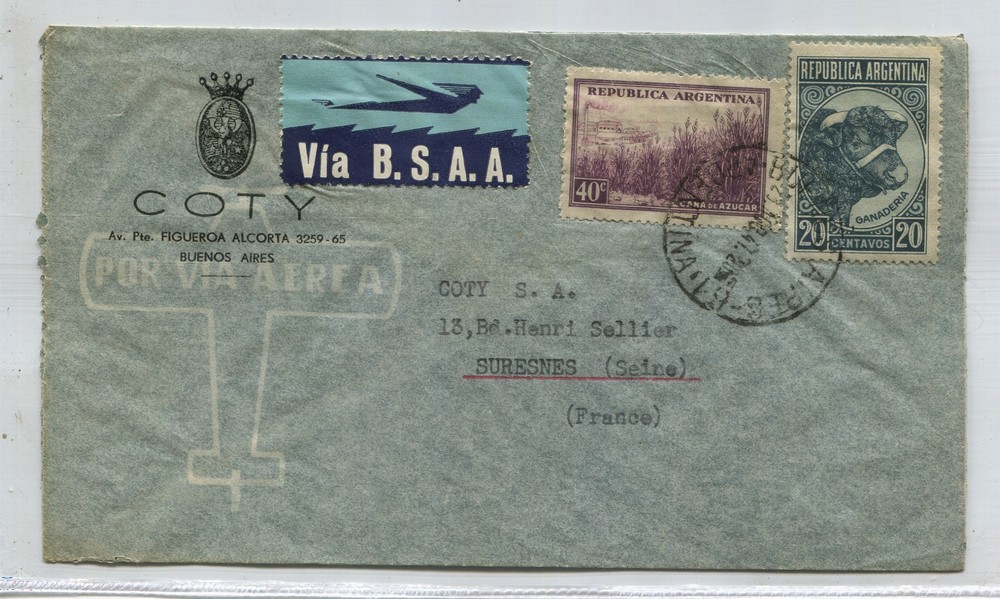 COTY
Av. Pte. FIGUEROA ALCORTA 3259-65
BUENOS AIRES
POR VIA AEREA
Vía B.S.A.A.
REPUBLICA ARGENTINA
40c
CAÑA DE AZUCAR
REPUBLICA ARGENTINA
GANADERIA
20 CENTAVOS 20
COTY S. A.
13,Bd.Henri Sellier
SURESNES (Seine)
(France)